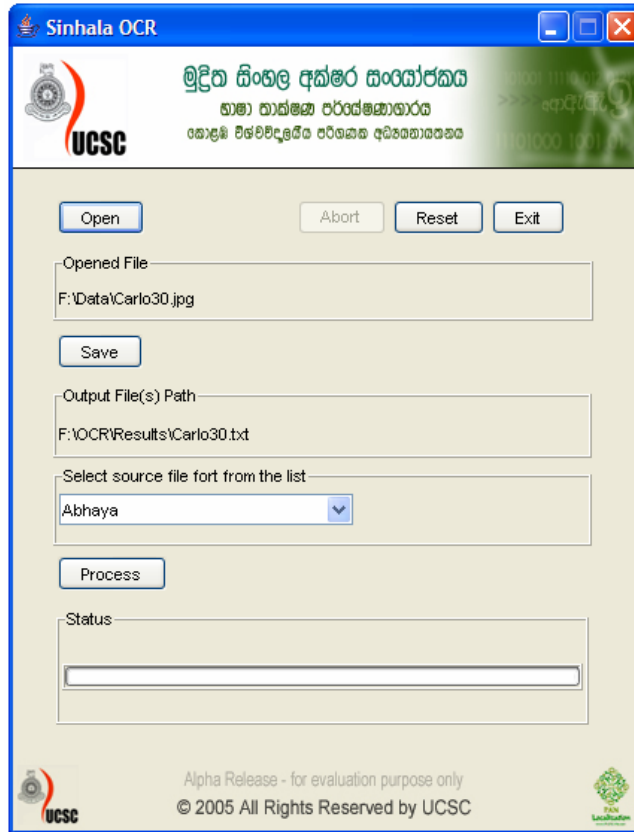 Sinhala OCR
UCSC
මුද්‍රිත සිංහල අක්ෂර සංයෝජකය
භාෂා තාක්ෂණ පර්යේෂණාගාරය
කොළඹ විශ්වවිද්‍යලයීය පරිගණක අධ්‍යයනායතනය
Open
Abort
Reset
Exit
Opened File
F:\Data\Carlo30.jpg
Save
Output File(s) Path
F:\OCR\Results\Carlo30.txt
Select source file fort from the list
Abhaya
Process
Status
UCSC
Alpha Release - for evaluation purpose only
© 2005 All Rights Reserved by UCSC
PAN
Localization